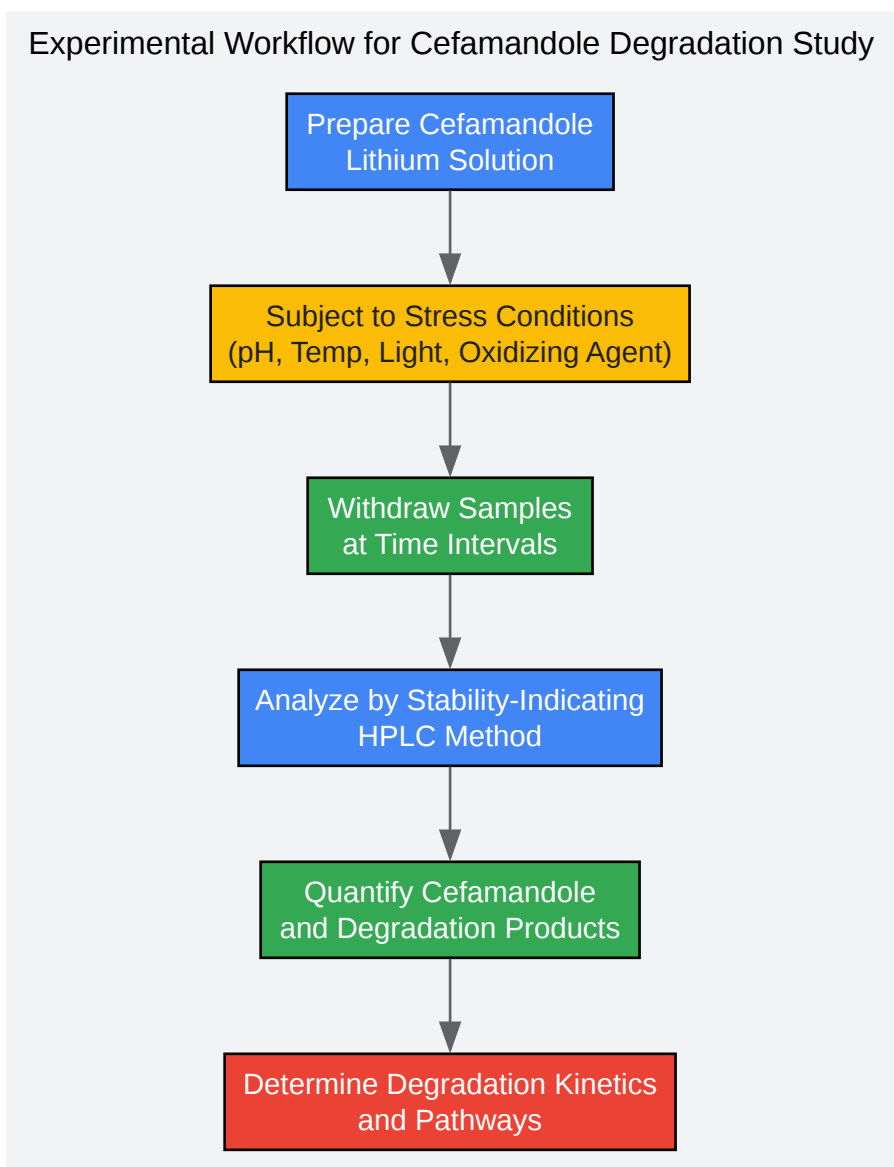 Experimental Workflow for Cefamandole Degradation Study
Prepare Cefamandole
Lithium Solution
Subject to Stress Conditions
(pH, Temp, Light, Oxidizing Agent)
Withdraw Samples
at Time Intervals
Analyze by Stability-Indicating
HPLC Method
Quantify Cefamandole
and Degradation Products
Determine Degradation Kinetics
and Pathways